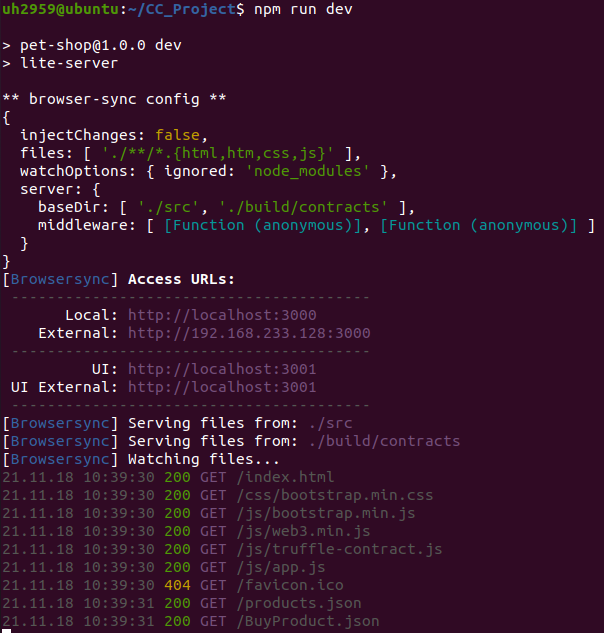 uh2959@ubuntu:~/CC_Project$ npm run dev
> pet-shop@1.0.0 dev
> lite-server
** browser-sync config **
{
  injectChanges: false,
  files: [ './**/*.{html,htm,css,js}' ],
  watchOptions: { ignored: 'node_modules' },
  server: {
    baseDir: [ './src', './build/contracts' ],
    middleware: [ [Function (anonymous)], [Function (anonymous)] ]
  }
}
[Browsersync] Access URLs:
 ----------------------------------------
       Local: http://localhost:3000
    External: http://192.168.233.128:3000
 ----------------------------------------
          UI: http://localhost:3001
 UI External: http://localhost:3001
 ----------------------------------------
[Browsersync] Serving files from: ./src
[Browsersync] Serving files from: ./build/contracts
[Browsersync] Watching files...
21.11.18 10:39:30 200 GET /index.html
21.11.18 10:39:30 200 GET /css/bootstrap.min.css
21.11.18 10:39:30 200 GET /js/bootstrap.min.js
21.11.18 10:39:30 200 GET /js/web3.min.js
21.11.18 10:39:30 200 GET /js/truffle-contract.js
21.11.18 10:39:30 200 GET /js/app.js
21.11.18 10:39:30 404 GET /favicon.ico
21.11.18 10:39:31 200 GET /products.json
21.11.18 10:39:31 200 GET /BuyProduct.json